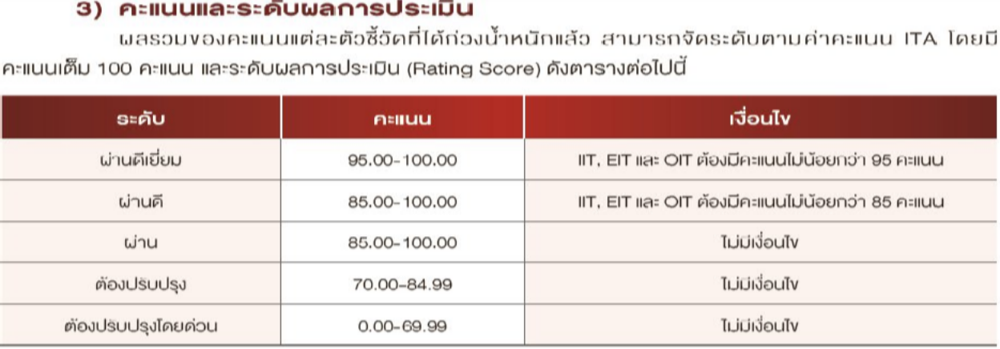 3) คะแนนและระดับผลการประเมิน
ผลรวมของคะแนนแต่ละตัวชี้วัดที่ได้ถ่วงน้ำหนักแล้ว สามารถจัดระดับตามค่าคะแนน ITA โดยมี
คะแนนเต็ม 100 คะแนน และระดับผลการประเมิน (Rating Score) ดังตารางต่อไปนี้
ระดับ คะแนน เงื่อนไข
ผ่านดีเยี่ยม 95.00-100.00 IIT, EIT และ OIT ต้องมีคะแนนไม่น้อยกว่า 95 คะแนน
ผ่านดี 85.00-100.00 IIT, EIT และ OIT ต้องมีคะแนนไม่น้อยกว่า 85 คะแนน
ผ่าน 85.00-100.00 ไม่มีเงื่อนไข
ต้องปรับปรุง 70.00-84.99 ไม่มีเงื่อนไข
ต้องปรับปรุงโดยด่วน 0.00-69.99 ไม่มีเงื่อนไข